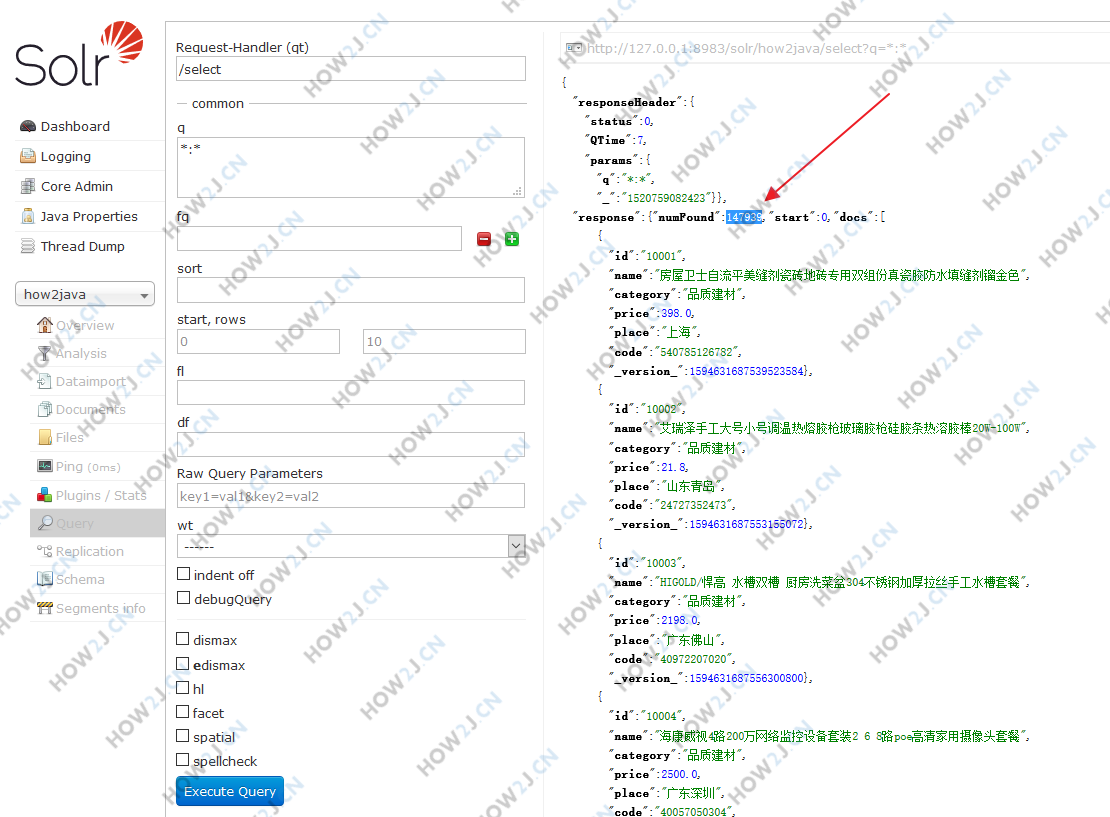 Solr
Dashboard
Logging
Core Admin
Java Properties
Thread Dump
how2java
Overview
Analysis
Dataimport
Documents
Files
Ping (0ms)
Plugins / Stats
Query
Replication
Schema
Segments info
Request-Handler (qt)
/select
common
q
*:*
fq
sort
start, rows
0 10
fl
df
Raw Query Parameters
key1=val1&key2=val2
wt
------
indent off
debugQuery
dismax
edismax
hl
facet
spatial
spellcheck
Execute Query
http://127.0.0.1:8983/solr/how2java/select?q=*:*
{
"responseHeader":{
"status":0,
"QTime":7,
"params":{
"q":"*:*",
"_":"1520759082423"}},
"response":{"numFound":147939,"start":0,"docs":[
{
"id":"10001",
"name":"房屋卫士自流平美缝剂瓷砖地砖专用双组份真瓷胶防水填缝剂镏金色",
"category":"品质建材",
"price":398.0,
"place":"上海",
"code":"540785126782",
"_version_":1594631687539523584},
{
"id":"10002",
"name":"艾瑞泽手工大号小号调温热熔胶枪玻璃胶枪硅胶条热溶胶棒20W-100W",
"category":"品质建材",
"price":21.8,
"place":"山东青岛",
"code":"24727352473",
"_version_":1594631687553155072},
{
"id":"10003",
"name":"HIGOLD/悍高 水槽双槽 厨房洗菜盆304不锈钢加厚拉丝手工水槽套餐",
"category":"品质建材",
"price":2198.0,
"place":"广东佛山",
"code":"40972207020",
"_version_":1594631687556300800},
{
"id":"10004",
"name":"海康威视4路200万网络监控设备套装2 6 8路poe高清家用摄像头套餐",
"category":"品质建材",
"price":2500.0,
"place":"广东深圳",
"code":"40057050304",
HOW2J.CN